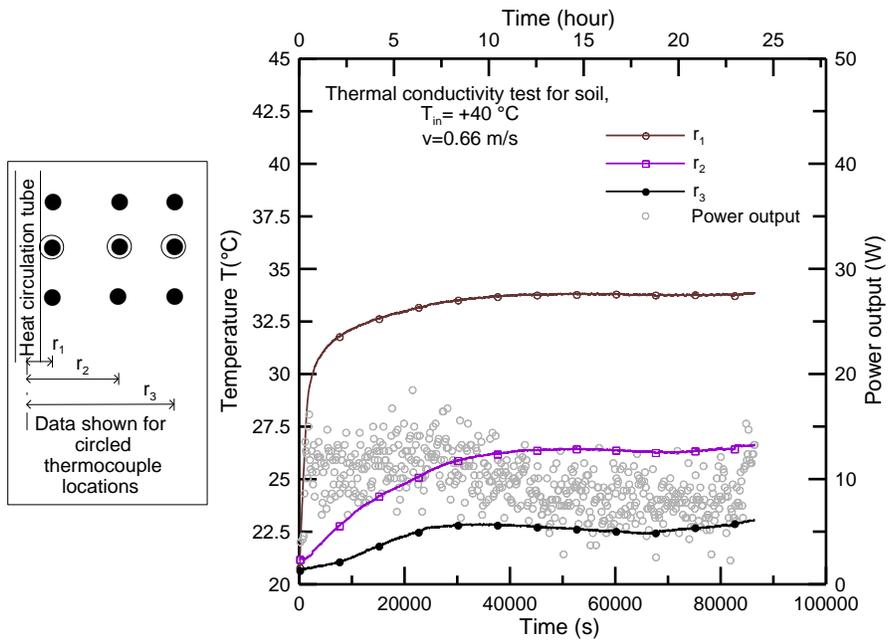 Time (hour)
0 5 10 15 20 25
45
42.5
40
37.5
35
32.5
30
27.5
25
22.5
20
Temperature T(°C)
Thermal conductivity test for soil,
Tin= +40 °C
v=0.66 m/s
r1
r2
r3
Power output
50
40
30
20
10
0
Power output (W)
0 20000 40000 60000 80000 100000
Time (s)
Heat circulation tube
r1
r2
r3
Data shown for
circled
thermocouple
locations